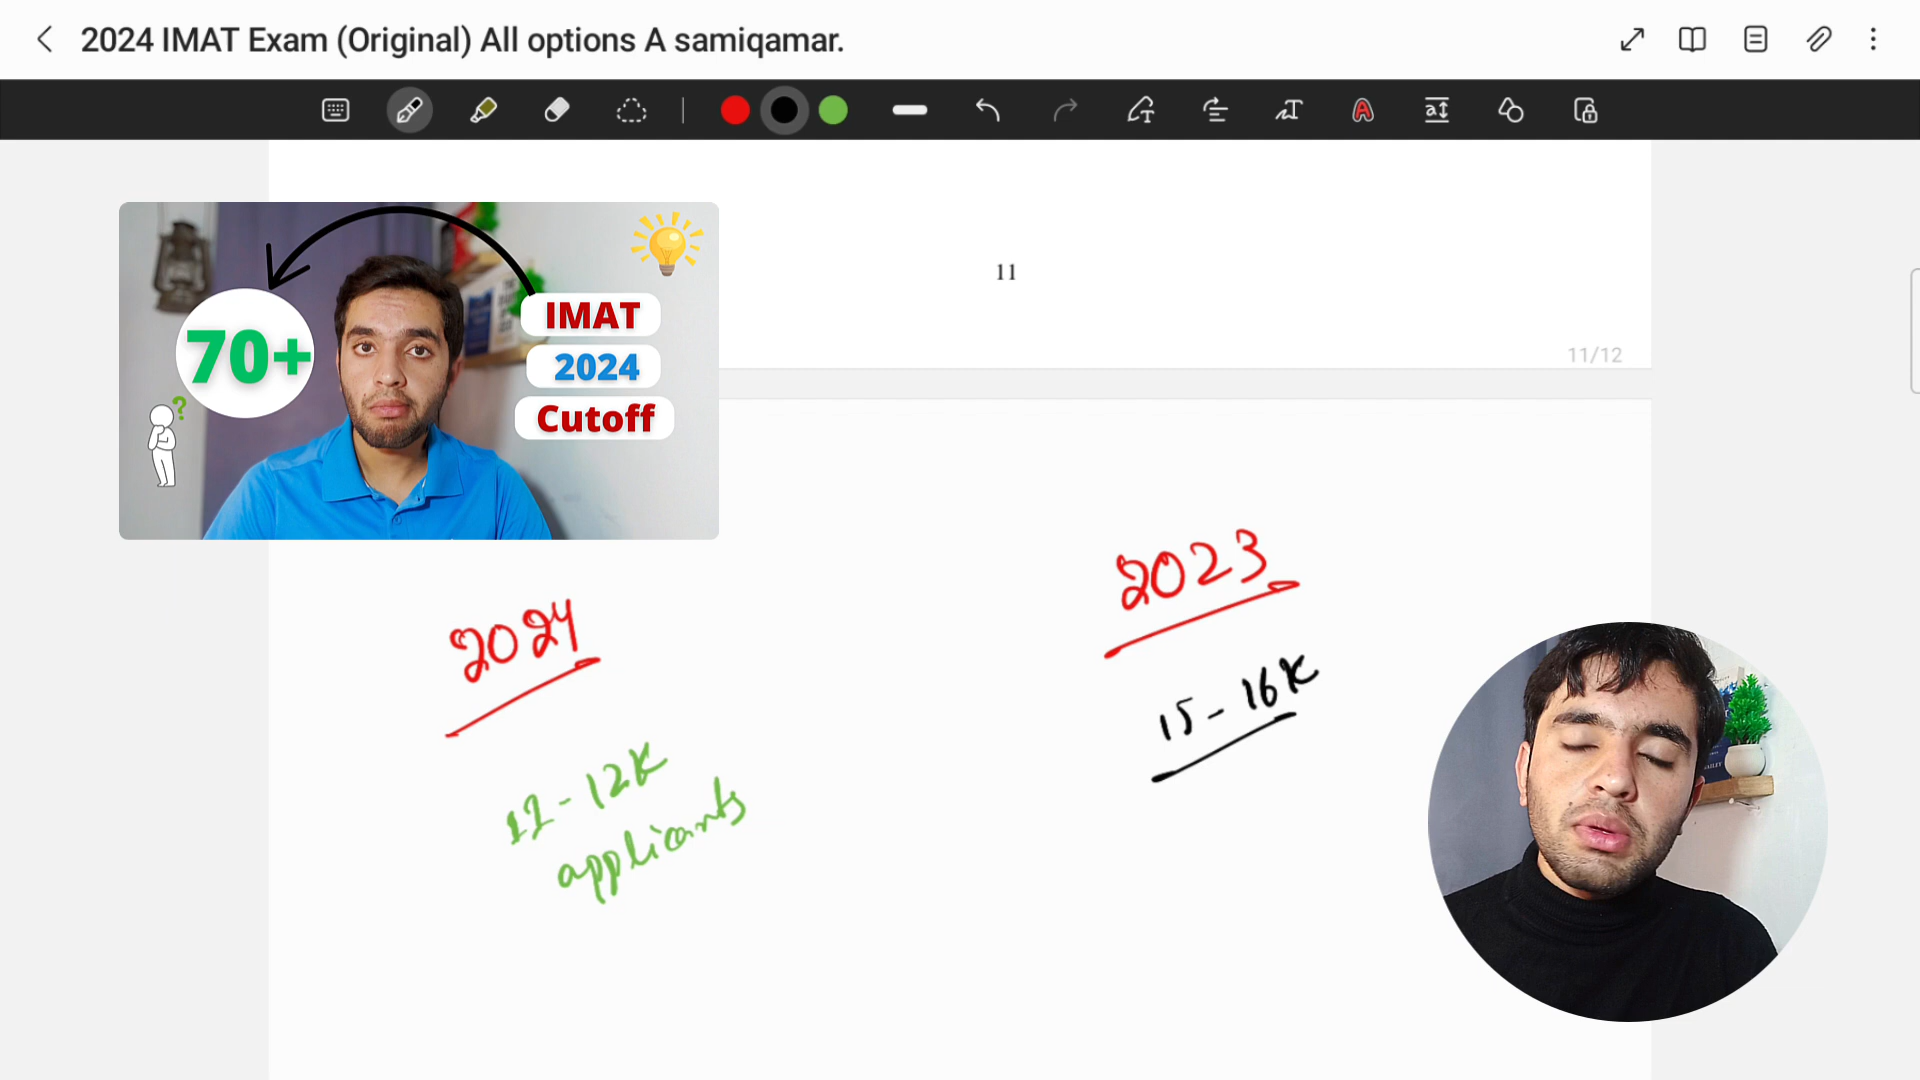 2024 IMAT Exam (Original) All options A samiqamar.
11
11/12
70+
IMAT
2024
Cutoff
?
2023
15-16K
2024
11-12K
applicants